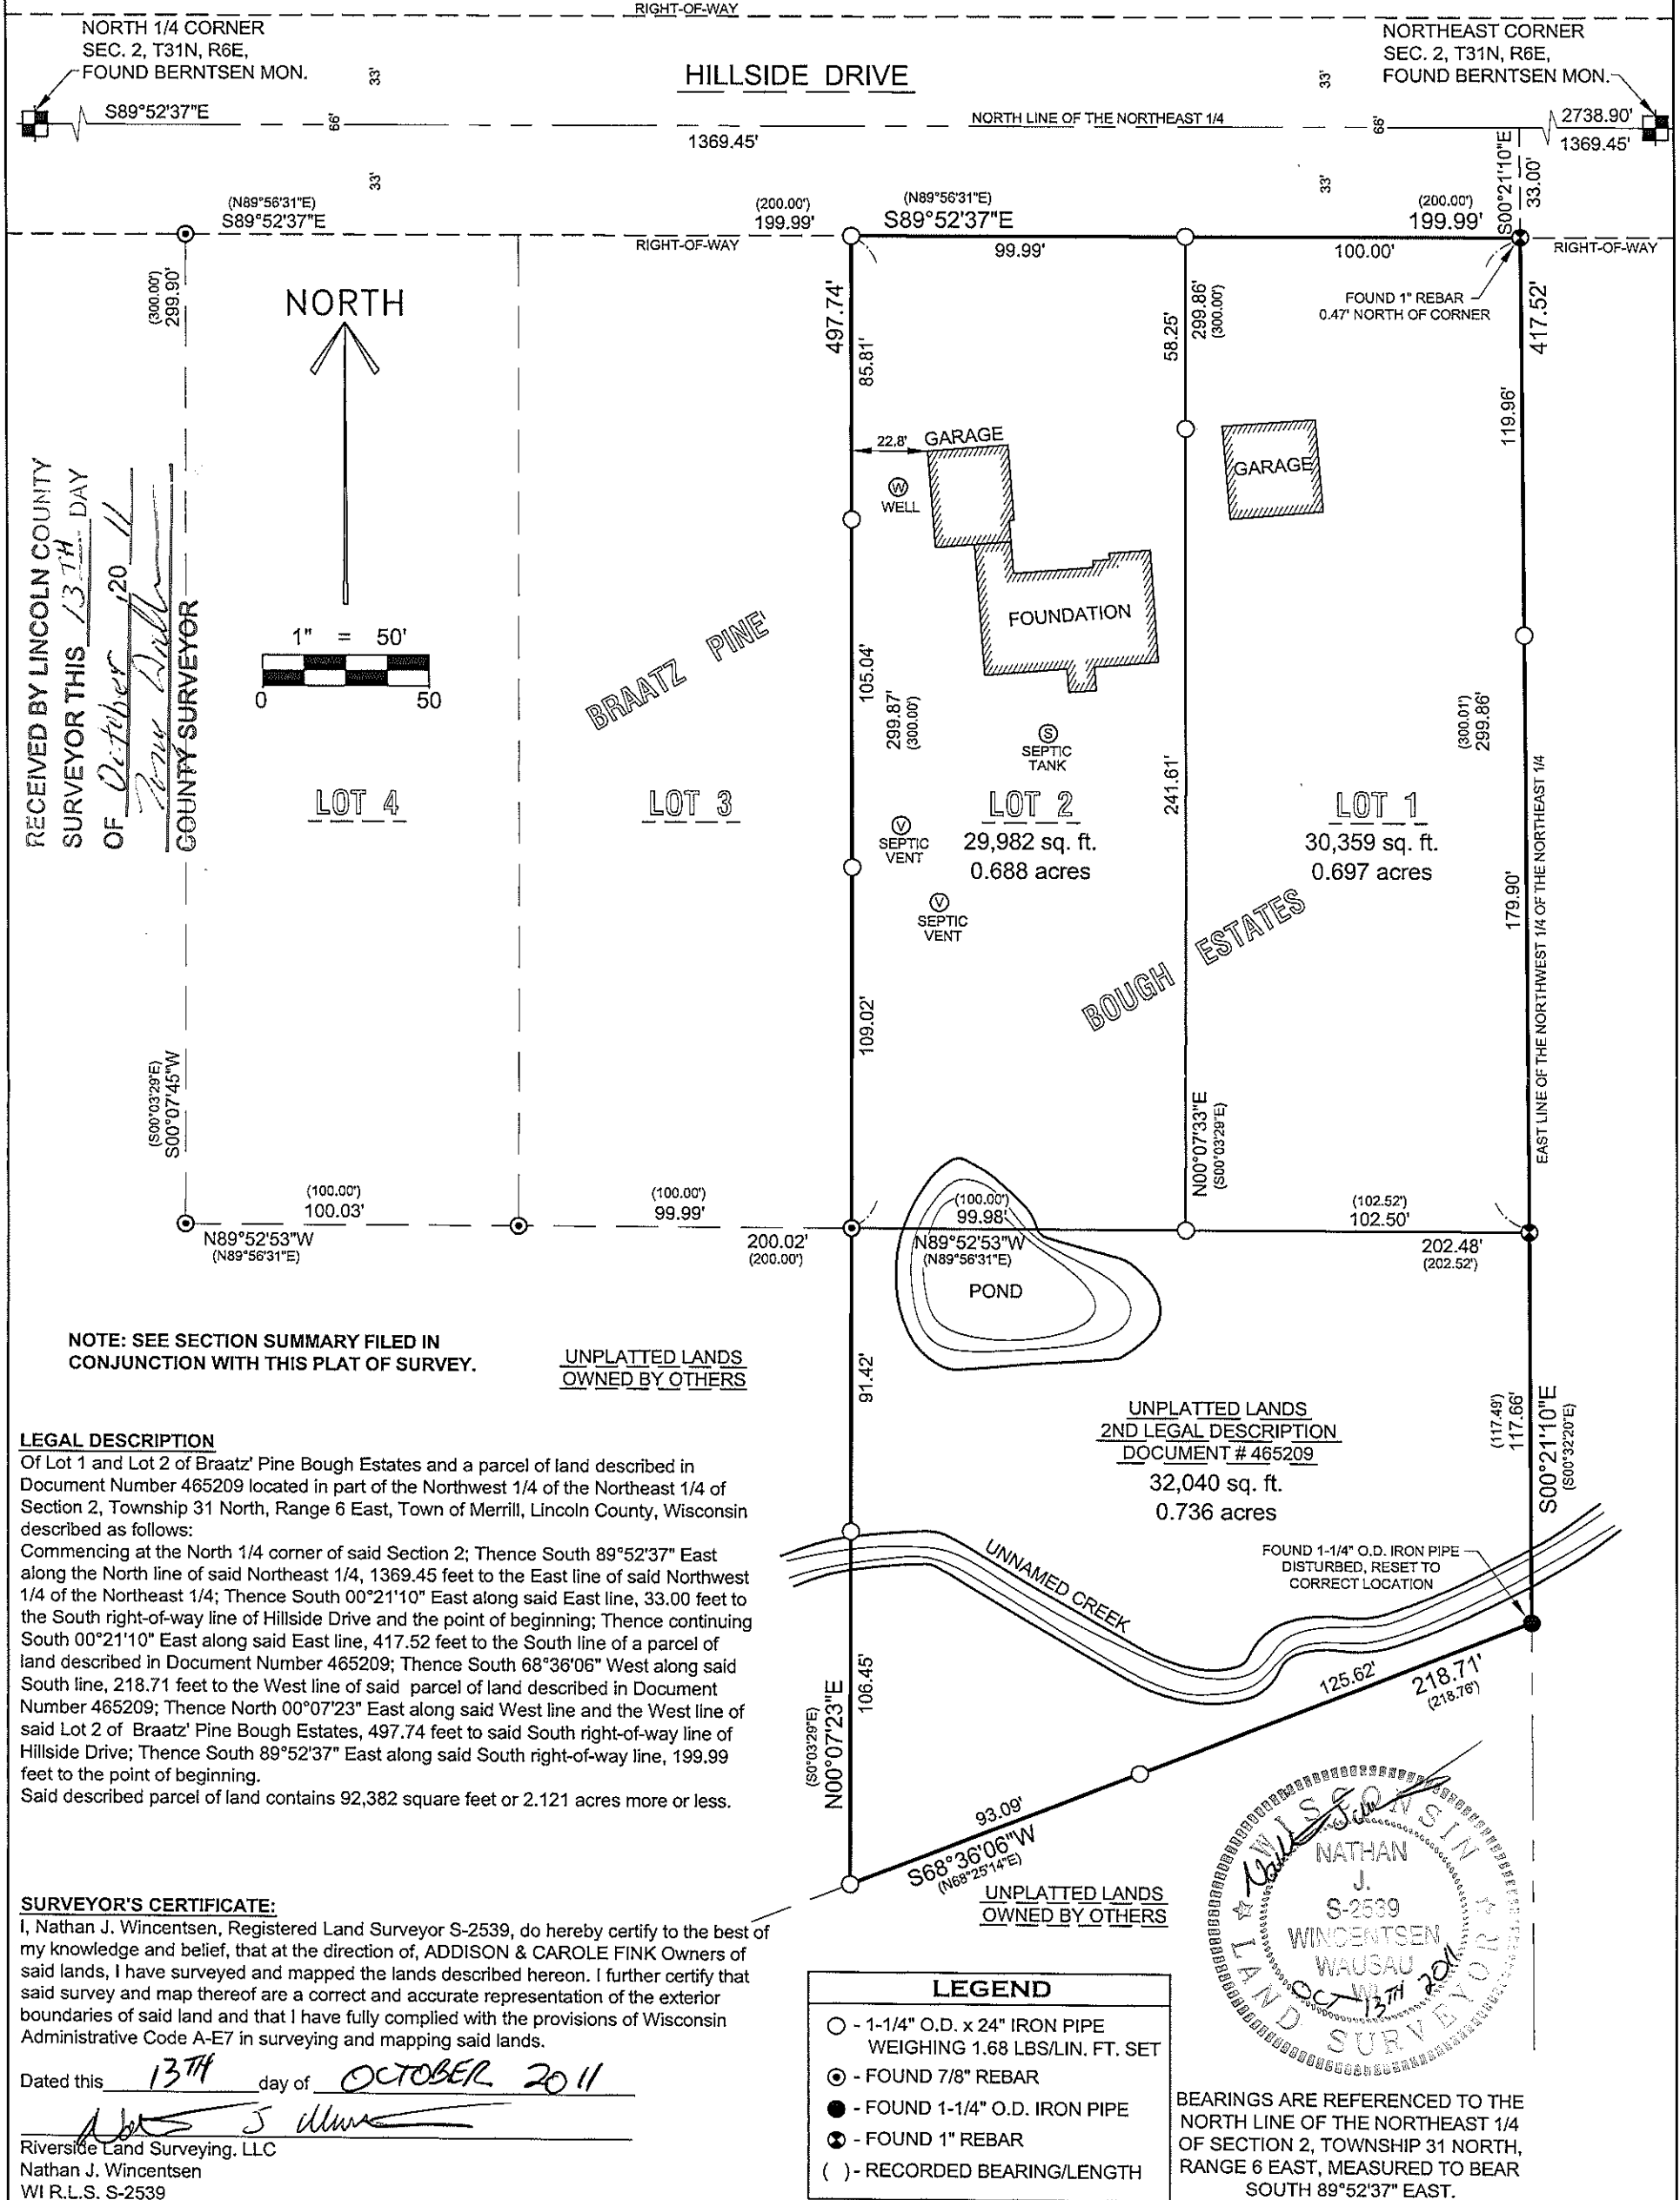 RIGHT-OF-WAY
NORTH 1/4 CORNER
SEC. 2, T31N, R6E,
FOUND BERNTSEN MON.
33'
HILLSIDE DRIVE
33'
NORTHEAST CORNER
SEC. 2, T31N, R6E,
FOUND BERNTSEN MON.
S89°52'37"E
66'
1369.45'
NORTH LINE OF THE NORTHEAST 1/4
66'
2738.90'
1369.45'
33'
33'
S00°21'10"E
33.00'
(N89°56'31"E)
S89°52'37"E
(200.00')
199.99'
(N89°56'31"E)
S89°52'37"E
(200.00')
199.99'
RIGHT-OF-WAY
99.99'
100.00'
RIGHT-OF-WAY
(300.00')
299.90'
NORTH
497.74'
85.81'
58.25'
299.86'
(300.00')
FOUND 1" REBAR
0.47' NORTH OF CORNER
417.52'
119.96'
22.8'
GARAGE
GARAGE
W
WELL
FOUNDATION
RECEIVED BY LINCOLN COUNTY
SURVEYOR THIS 13TH DAY
OF October, 20 11
COUNTY SURVEYOR
1" = 50'
0 50
BRAATZ PINE'
105.04'
299.87'
(300.00')
S
SEPTIC
TANK
241.61'
(300.01')
299.86'
LOT 4
LOT 3
LOT 2
29,982 sq. ft.
0.688 acres
LOT 1
30,359 sq. ft.
0.697 acres
V
SEPTIC
VENT
V
SEPTIC
VENT
BOUGH ESTATES
179.90'
EAST LINE OF THE NORTHWEST 1/4 OF THE NORTHEAST 1/4
109.02'
(S00°03'29"E)
S00°07'45"W
N00°07'33"E
(S00°03'29"E)
(100.00')
100.03'
(100.00')
99.99'
(100.00')
99.98'
(102.52')
102.50'
N89°52'53"W
(N89°56'31"E)
200.02'
(200.00')
N89°52'53"W
(N89°56'31"E)
202.48'
(202.52')
POND
NOTE: SEE SECTION SUMMARY FILED IN
CONJUNCTION WITH THIS PLAT OF SURVEY.
UNPLATTED LANDS
OWNED BY OTHERS
91.42'
UNPLATTED LANDS
2ND LEGAL DESCRIPTION
DOCUMENT # 465209
32,040 sq. ft.
0.736 acres
(117.49')
117.66'
S00°21'10"E
(S00°32'20"E)
LEGAL DESCRIPTION
Of Lot 1 and Lot 2 of Braatz' Pine Bough Estates and a parcel of land described in
Document Number 465209 located in part of the Northwest 1/4 of the Northeast 1/4 of
Section 2, Township 31 North, Range 6 East, Town of Merrill, Lincoln County, Wisconsin
described as follows:
Commencing at the North 1/4 corner of said Section 2; Thence South 89°52'37" East
along the North line of said Northeast 1/4, 1369.45 feet to the East line of said Northwest
1/4 of the Northeast 1/4; Thence South 00°21'10" East along said East line, 33.00 feet to
the South right-of-way line of Hillside Drive and the point of beginning; Thence continuing
South 00°21'10" East along said East line, 417.52 feet to the South line of a parcel of
land described in Document Number 465209; Thence South 68°36'06" West along said
South line, 218.71 feet to the West line of said parcel of land described in Document
Number 465209; Thence North 00°07'23" East along said West line and the West line of
said Lot 2 of Braatz' Pine Bough Estates, 497.74 feet to said South right-of-way line of
Hillside Drive; Thence South 89°52'37" East along said South right-of-way line, 199.99
feet to the point of beginning.
Said described parcel of land contains 92,382 square feet or 2.121 acres more or less.
UNNAMED CREEK
FOUND 1-1/4" O.D. IRON PIPE
DISTURBED, RESET TO
CORRECT LOCATION
106.45'
(S0°03'29"E)
N00°07'23"E
125.62'
218.71'
(218.76')
93.09'
S68°36'06"W
(N68°25'14"E)
UNPLATTED LANDS
OWNED BY OTHERS
SURVEYOR'S CERTIFICATE:
I, Nathan J. Wincentsen, Registered Land Surveyor S-2539, do hereby certify to the best of
my knowledge and belief, that at the direction of, ADDISON & CAROLE FINK Owners of
said lands, I have surveyed and mapped the lands described hereon. I further certify that
said survey and map thereof are a correct and accurate representation of the exterior
boundaries of said land and that I have fully complied with the provisions of Wisconsin
Administrative Code A-E7 in surveying and mapping said lands.
Dated this 13TH day of OCTOBER 2011
Riverside Land Surveying, LLC
Nathan J. Wincentsen
WI R.L.S. S-2539
LEGEND
- 1-1/4" O.D. x 24" IRON PIPE
WEIGHING 1.68 LBS/LIN. FT. SET
- FOUND 7/8" REBAR
- FOUND 1-1/4" O.D. IRON PIPE
- FOUND 1" REBAR
( ) - RECORDED BEARING/LENGTH
WISCONSIN
NATHAN
J.
S-2539
WINCENTSEN
WAUSAU
WI
OCT 13TH 2011
LAND SURVEYOR
BEARINGS ARE REFERENCED TO THE
NORTH LINE OF THE NORTHEAST 1/4
OF SECTION 2, TOWNSHIP 31 NORTH,
RANGE 6 EAST, MEASURED TO BEAR
SOUTH 89°52'37" EAST.